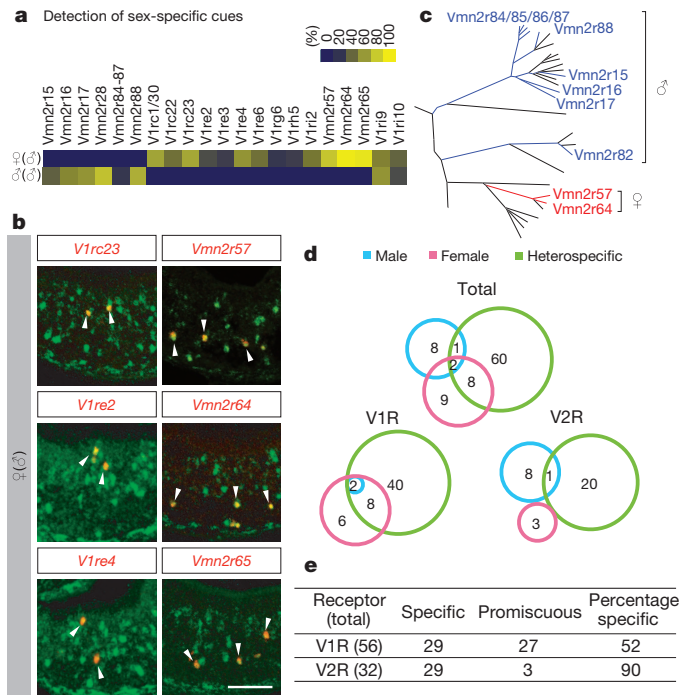 a Detection of sex-specific cues
(%) 0 20 40 60 80 100
Vmn2r15 Vmn2r16 Vmn2r17 Vmn2r28 Vmn2r84-87 Vmn2r88 V1rc1/30 V1rc22 V1rc23 V1re2 V1re3 V1re4 V1re6 V1rg6 V1rh5 V1ri2 Vmn2r57 Vmn2r64 Vmn2r65 V1ri9 V1ri10
♀(♂)
♂(♂)
b
♀(♂)
V1rc23 Vmn2r57
V1re2 Vmn2r64
V1re4 Vmn2r65
c
Vmn2r84/85/86/87
Vmn2r88
Vmn2r15
Vmn2r16
Vmn2r17
♂
Vmn2r82
Vmn2r57
Vmn2r64
♀
d
Male Female Heterospecific
Total
8 1 60
2
9 8
V1R
2 40
6 8
V2R
8 1 20
3
e
Receptor (total) Specific Promiscuous Percentage specific
V1R (56) 29 27 52
V2R (32) 29 3 90